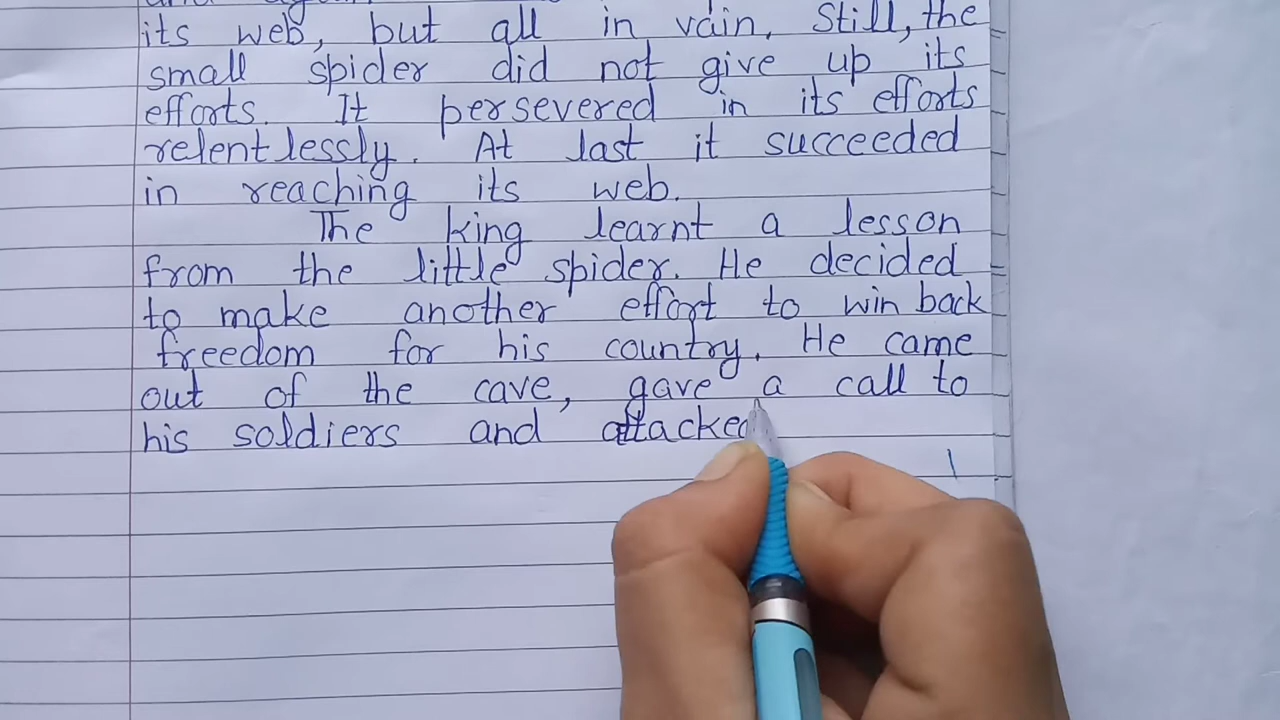 its web, but all in vain. Still, the
small spider did not give up its
efforts. It persevered in its efforts
relentlessly. At last it succeeded
in reaching its web.
The king learnt a lesson
from the little spider. He decided
to make another effort to win back
freedom for his country. He came
out of the cave, gave a call to
his soldiers and attacked